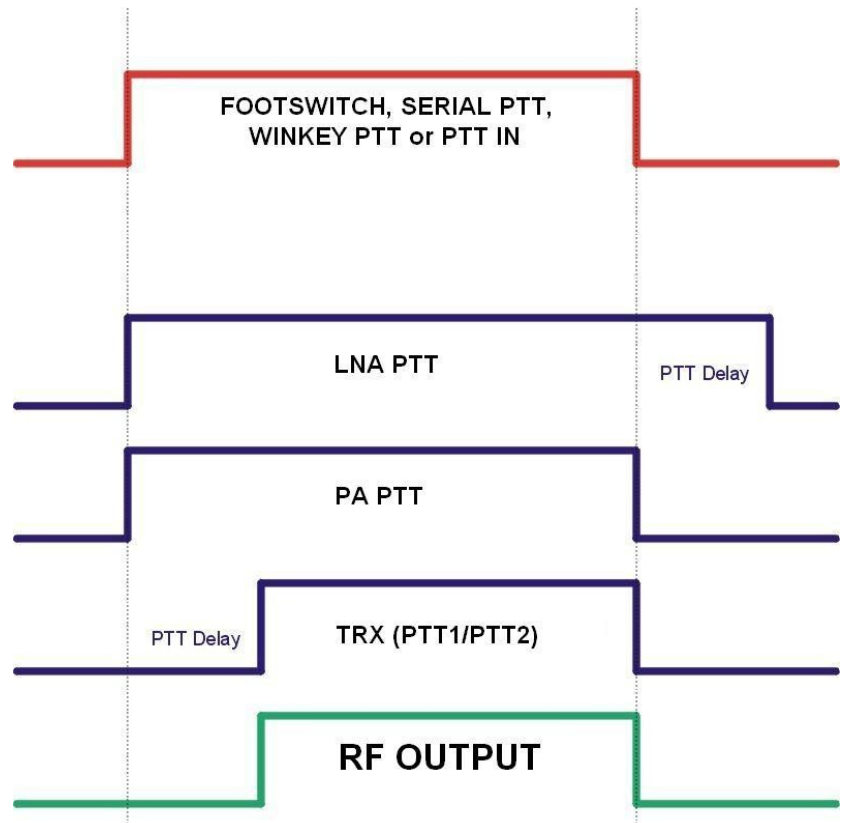 FOOTSWITCH, SERIAL PTT,
WINKEY PTT or PTT IN
LNA PTT
PTT Delay
PA PTT
PTT Delay
TRX (PTT1/PTT2)
RF OUTPUT